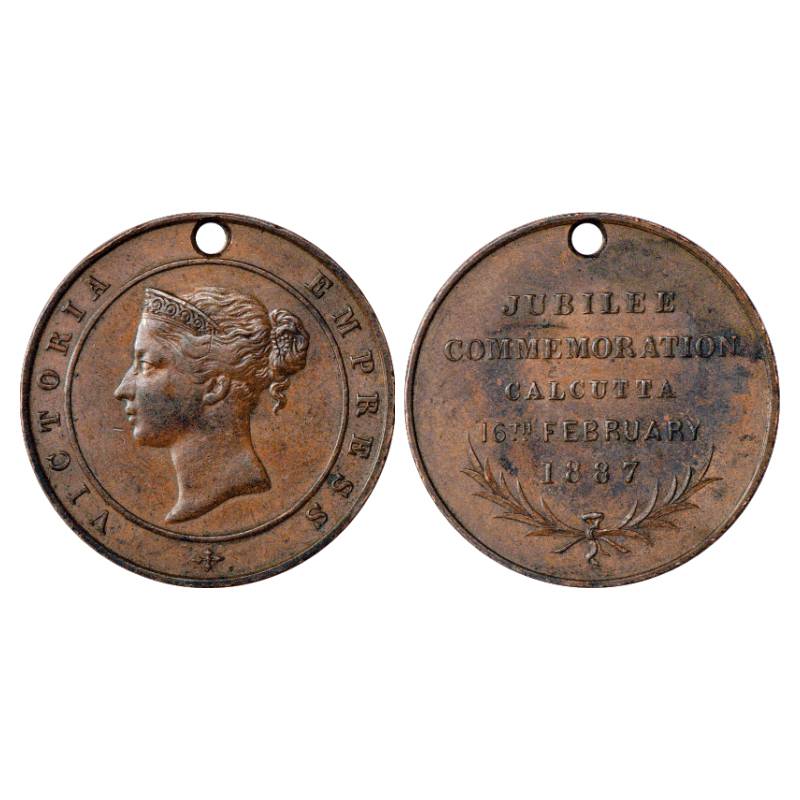 VICTORIA EMPRESS
JUBILEE
COMMEMORATION
CALCUTTA
16TH FEBRUARY
1887